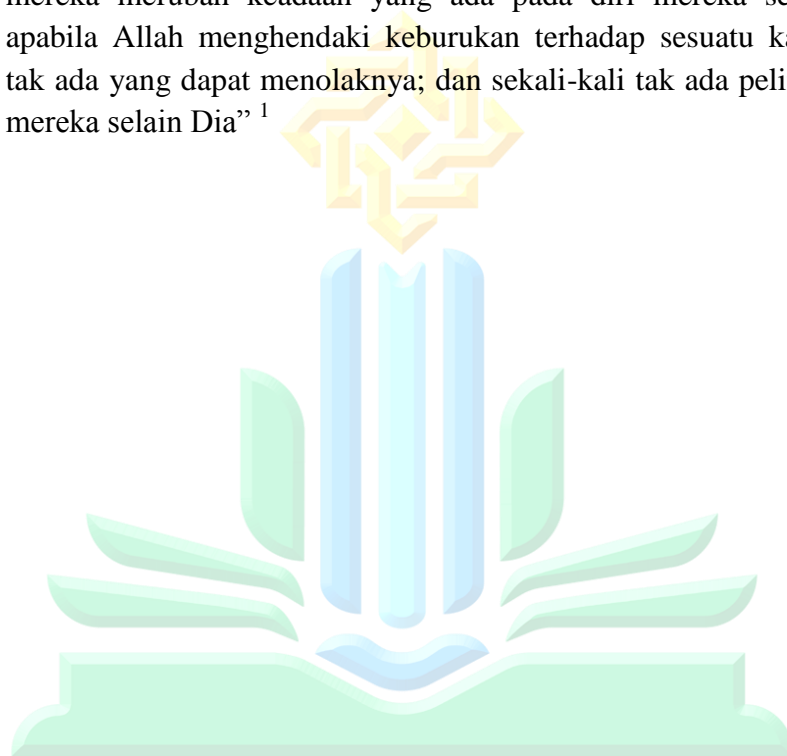 mereka merubah keadaan yang ada pada diri mereka se
apabila Allah menghendaki keburukan terhadap sesuatu ka
tak ada yang dapat menolaknya; dan sekali-kali tak ada peli
mereka selain Dia” 1